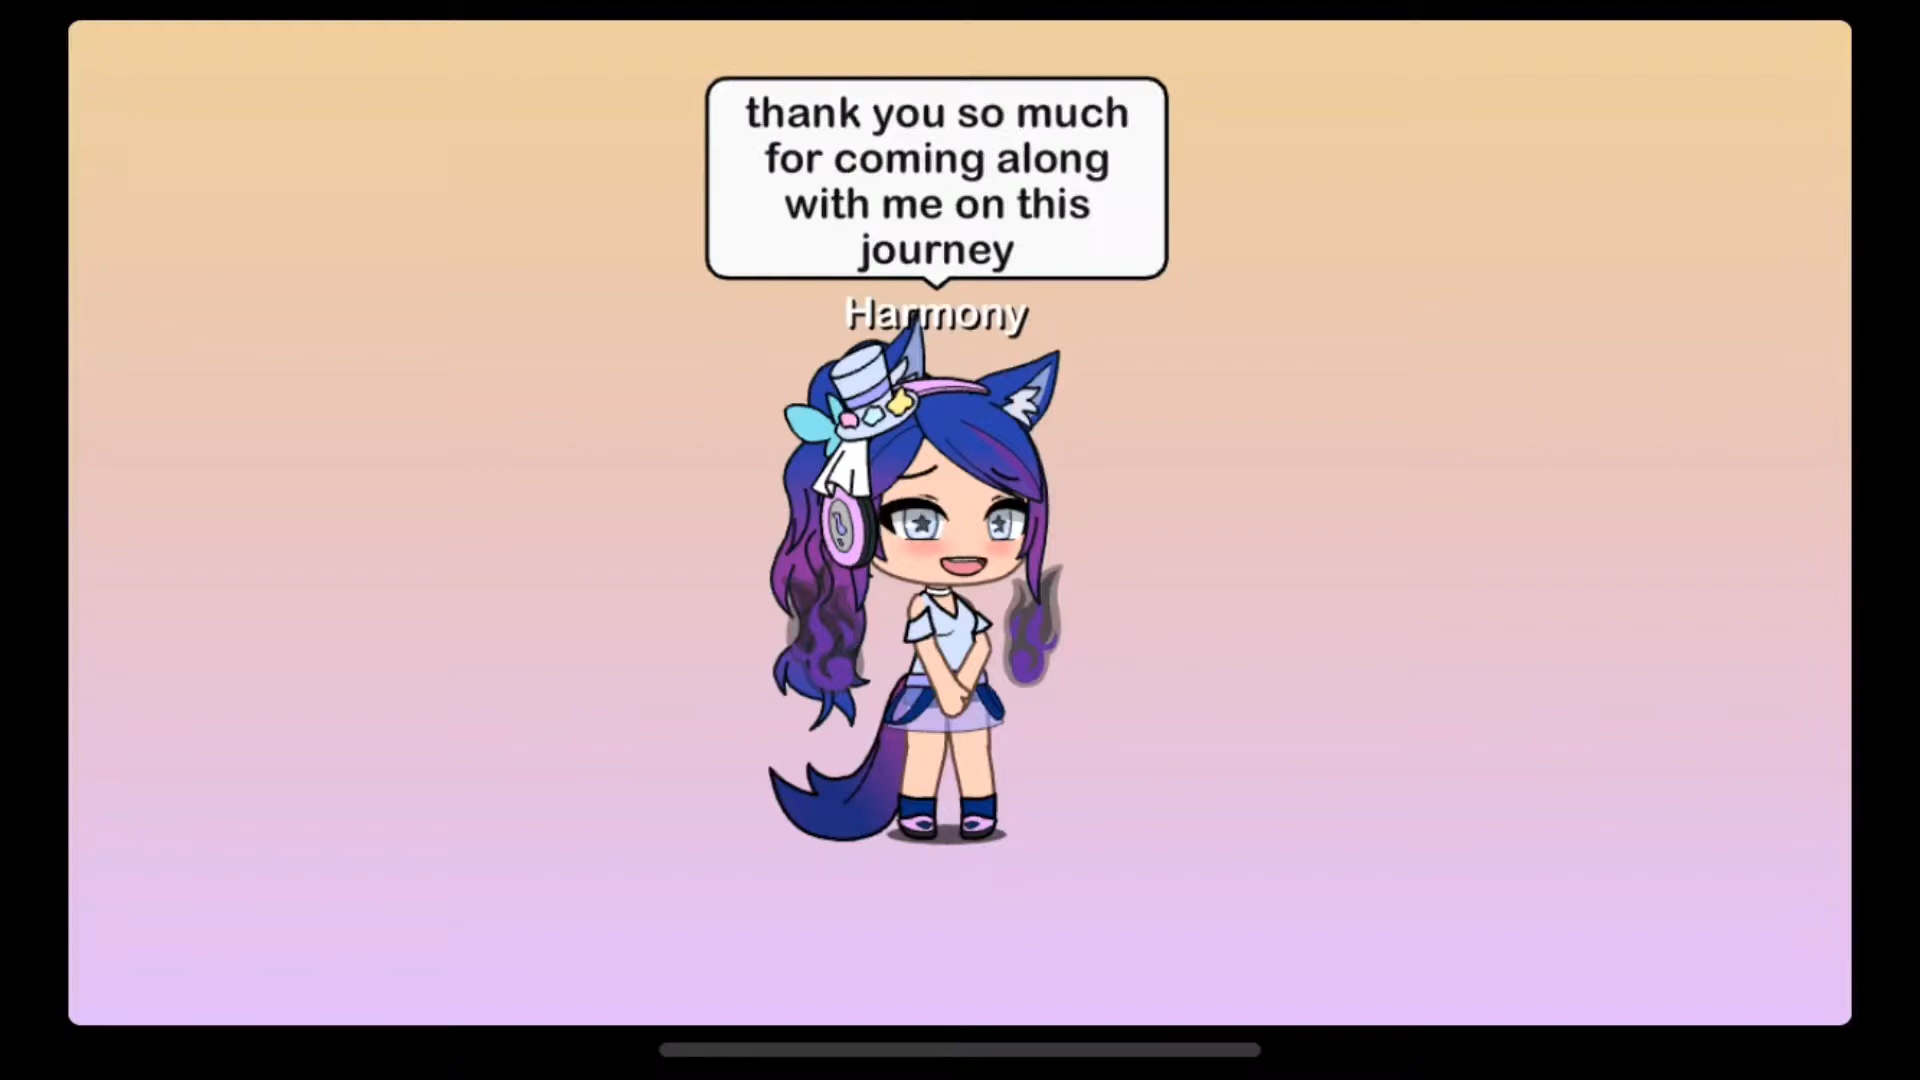 thank you so much
for coming along
with me on this
journey
Harmony